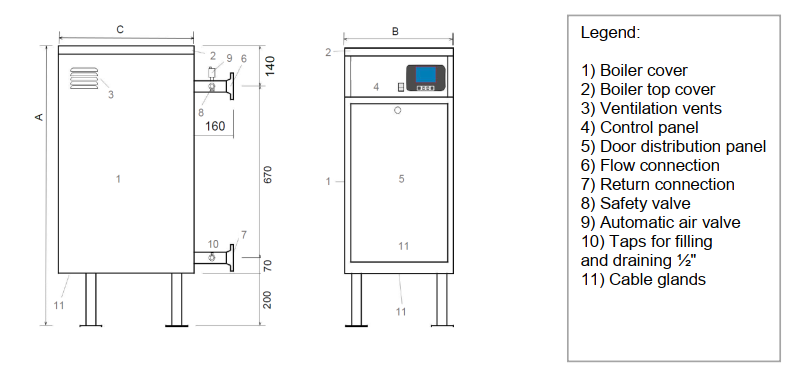 C
2
9
6
140
3
8
A
160
1
670
7
10
70
11
200
B
2
4
1
5
11
11
Legend:
1) Boiler cover
2) Boiler top cover
3) Ventilation vents
4) Control panel
5) Door distribution panel
6) Flow connection
7) Return connection
8) Safety valve
9) Automatic air valve
10) Taps for filling
and draining ½"
11) Cable glands